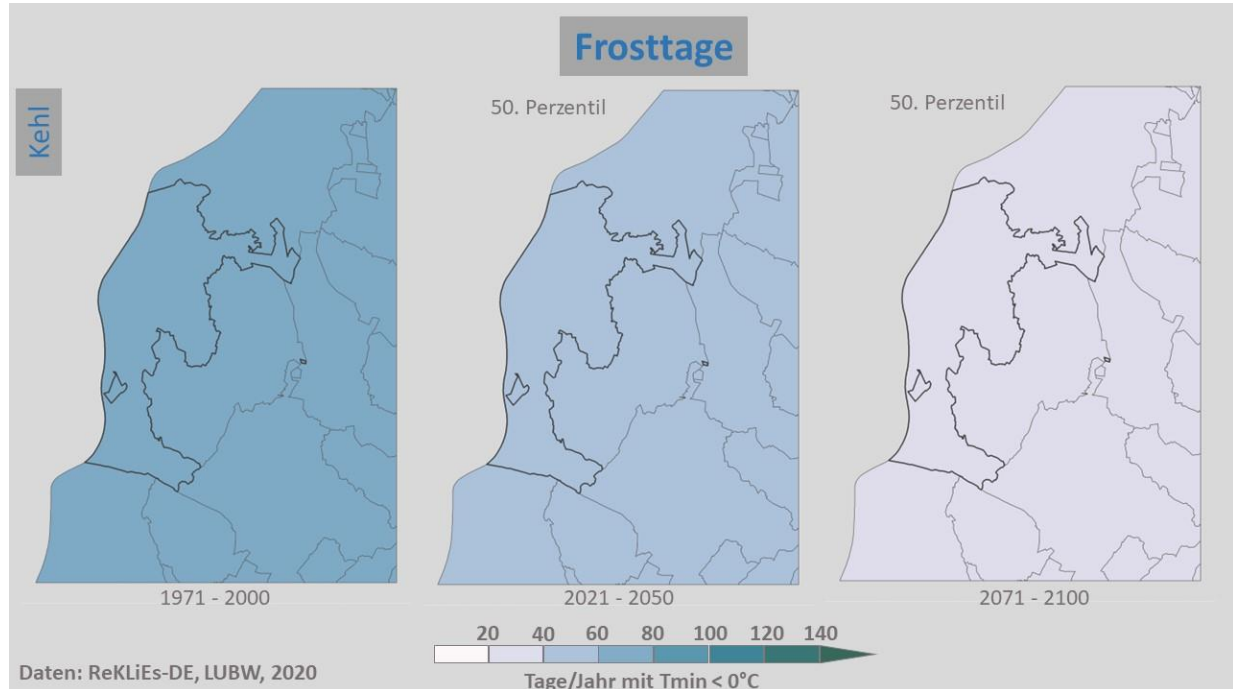 Frosttage
Kehl
50. Perzentil
50. Perzentil
1971 - 2000
2021 - 2050
2071 - 2100
20 40 60 80 100 120 140
Tage/Jahr mit Tmin < 0°C
Daten: ReKLiEs-DE, LUBW, 2020